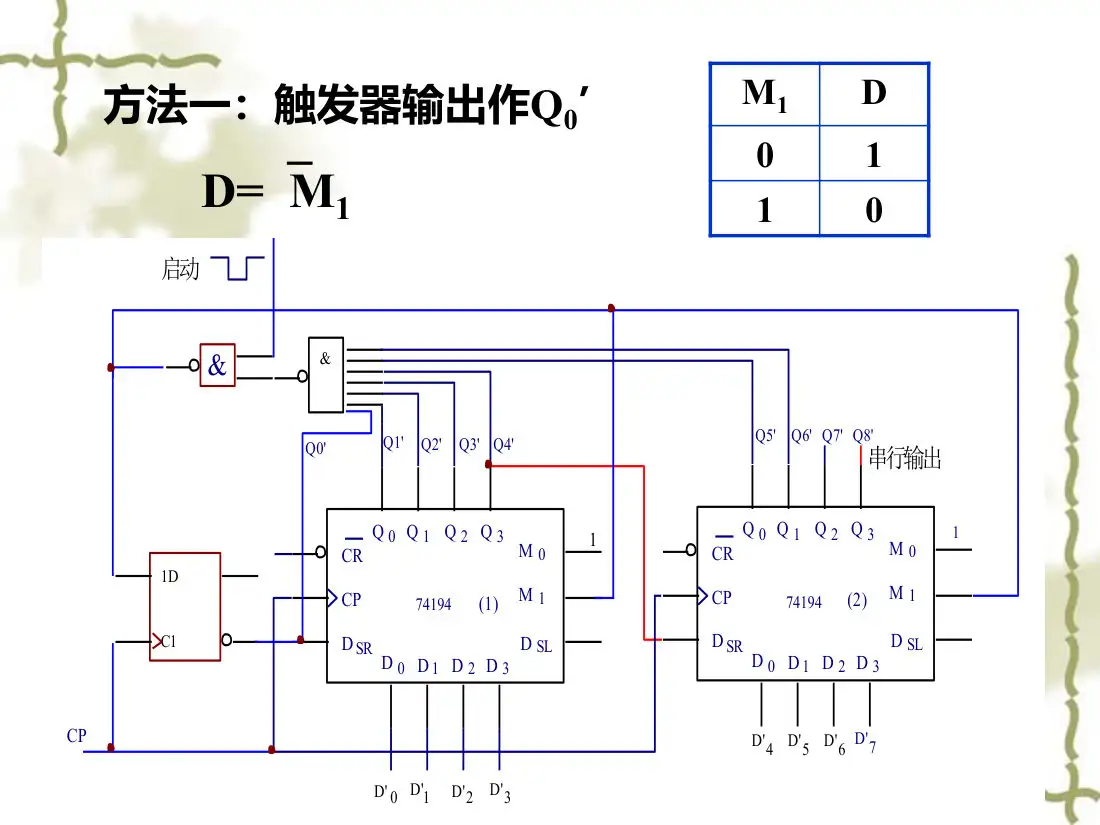 方法一：触发器输出作Q0′
D= M̅1
M1 D
0 1
1 0
启动
&
&
Q0'
Q1' Q2' Q3' Q4'
Q5' Q6' Q7' Q8'
串行输出
Q0 Q1 Q2 Q3
CR
M0
1
CP
74194 (1)
M1
DSR
DSL
D0 D1 D2 D3
Q0 Q1 Q2 Q3
CR
M0
1
CP
74194 (2)
M1
DSR
DSL
D0 D1 D2 D3
1D
C1
CP
D'0 D'1 D'2 D'3
D'4 D'5 D'6 D'7